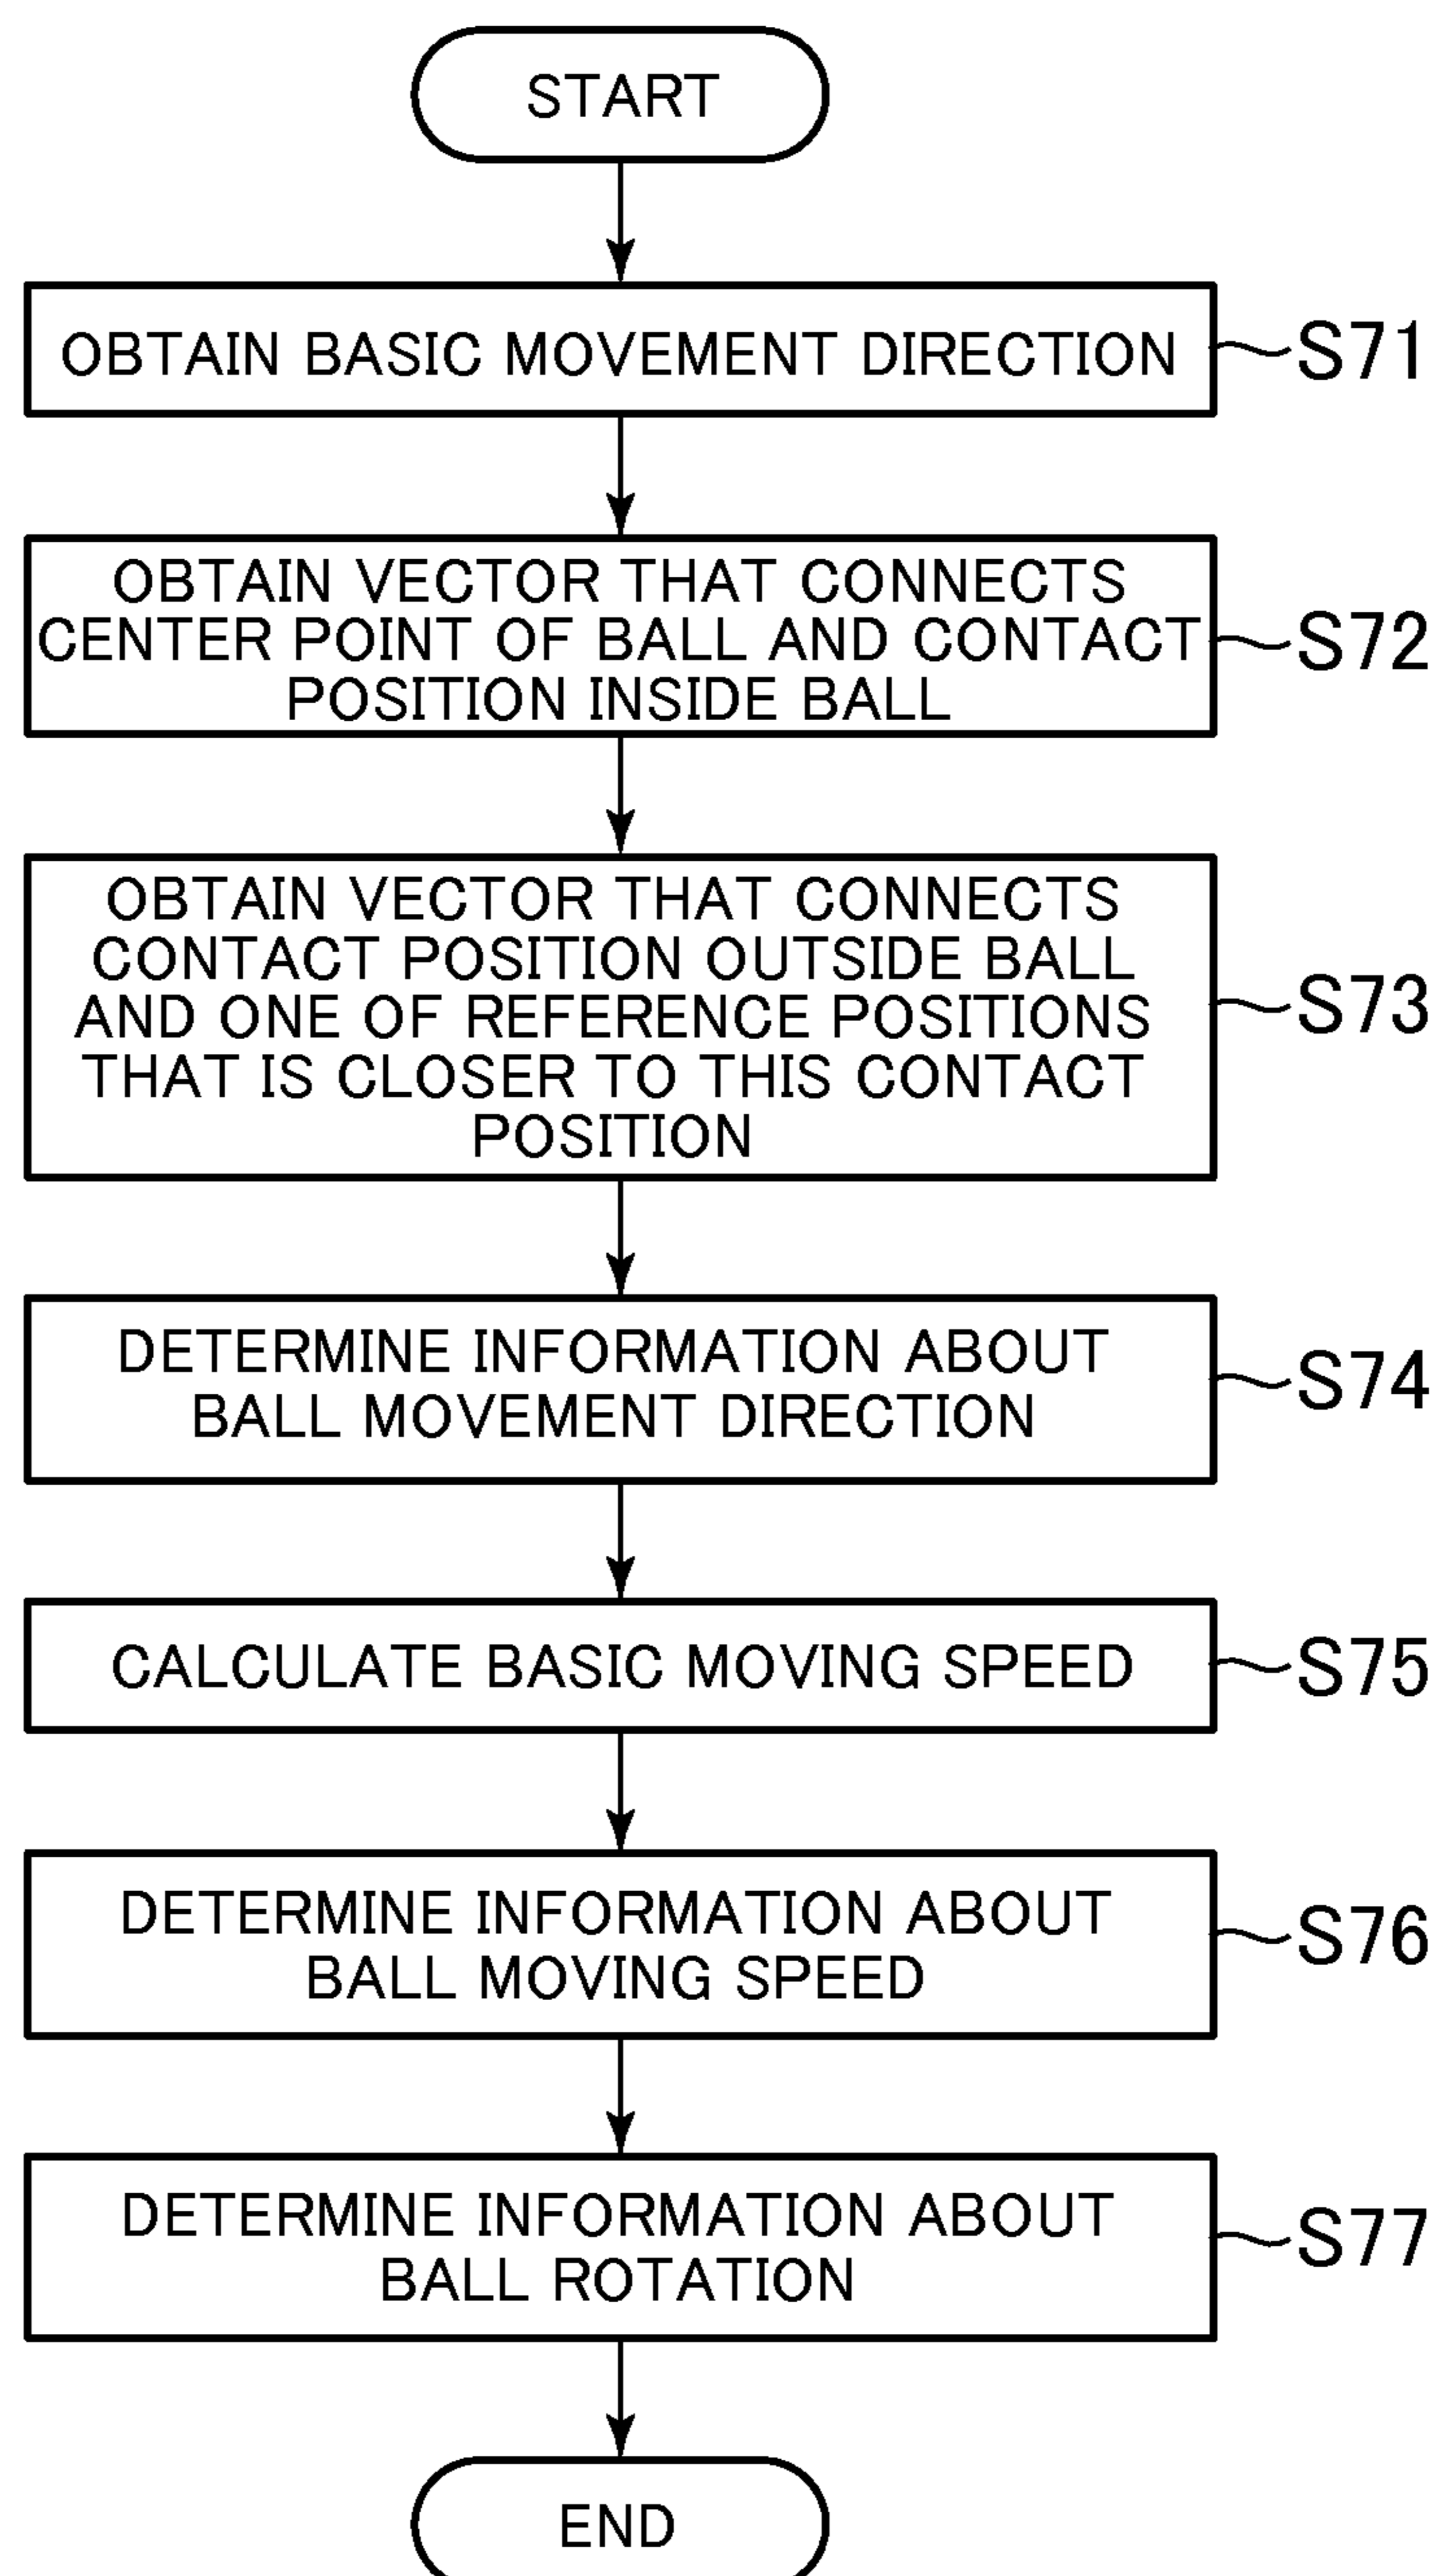 START
OBTAIN BASIC MOVEMENT DIRECTION
S71
OBTAIN VECTOR THAT CONNECTS
CENTER POINT OF BALL AND CONTACT
POSITION INSIDE BALL
S72
OBTAIN VECTOR THAT CONNECTS
CONTACT POSITION OUTSIDE BALL
AND ONE OF REFERENCE POSITIONS
THAT IS CLOSER TO THIS CONTACT
POSITION
S73
DETERMINE INFORMATION ABOUT
BALL MOVEMENT DIRECTION
S74
CALCULATE BASIC MOVING SPEED
S75
DETERMINE INFORMATION ABOUT
BALL MOVING SPEED
S76
DETERMINE INFORMATION ABOUT
BALL ROTATION
S77
END